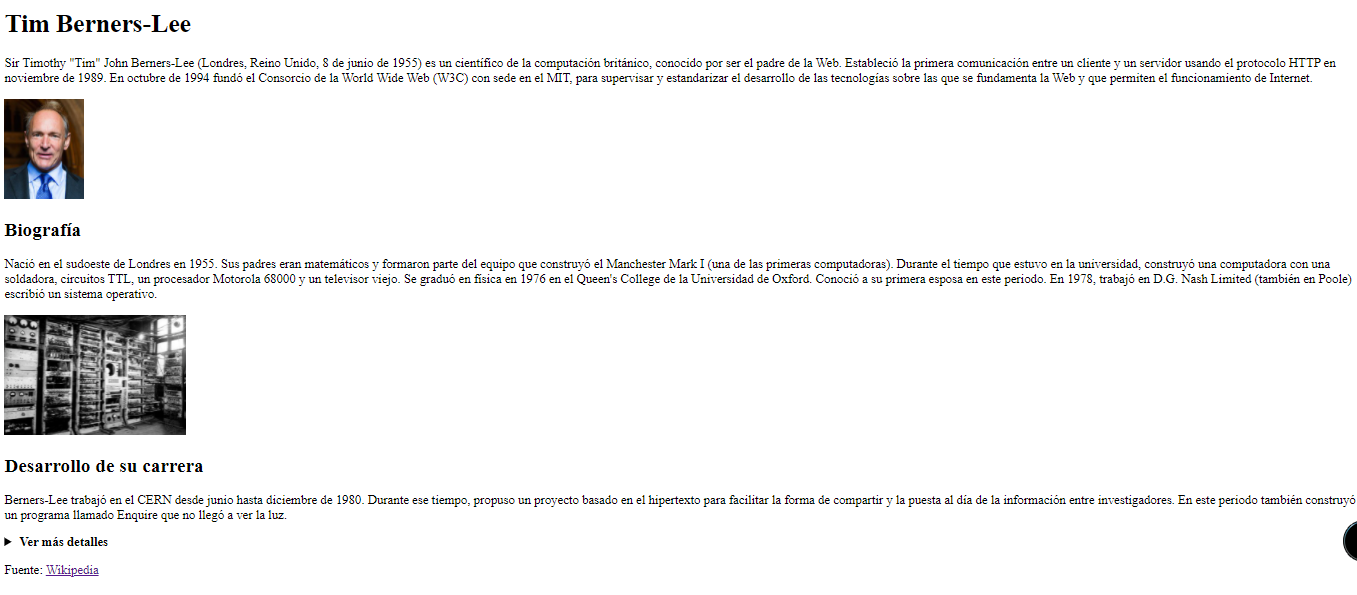 Tim Berners-Lee
Sir Timothy "Tim" John Berners-Lee (Londres, Reino Unido, 8 de junio de 1955) es un científico de la computación británico, conocido por ser el padre de la Web. Estableció la primera comunicación entre un cliente y un servidor usando el protocolo HTTP en
noviembre de 1989. En octubre de 1994 fundó el Consorcio de la World Wide Web (W3C) con sede en el MIT, para supervisar y estandarizar el desarrollo de las tecnologías sobre las que se fundamenta la Web y que permiten el funcionamiento de Internet.
Biografía
Nació en el sudoeste de Londres en 1955. Sus padres eran matemáticos y formaron parte del equipo que construyó el Manchester Mark I (una de las primeras computadoras). Durante el tiempo que estuvo en la universidad, construyó una computadora con una
soldadora, circuitos TTL, un procesador Motorola 68000 y un televisor viejo. Se graduó en física en 1976 en el Queen's College de la Universidad de Oxford. Conoció a su primera esposa en este periodo. En 1978, trabajó en D.G. Nash Limited (también en Poole)
escribió un sistema operativo.
Desarrollo de su carrera
Berners-Lee trabajó en el CERN desde junio hasta diciembre de 1980. Durante ese tiempo, propuso un proyecto basado en el hipertexto para facilitar la forma de compartir y la puesta al día de la información entre investigadores. En este periodo también construyó
un programa llamado Enquire que no llegó a ver la luz.
Ver más detalles
Fuente: Wikipedia